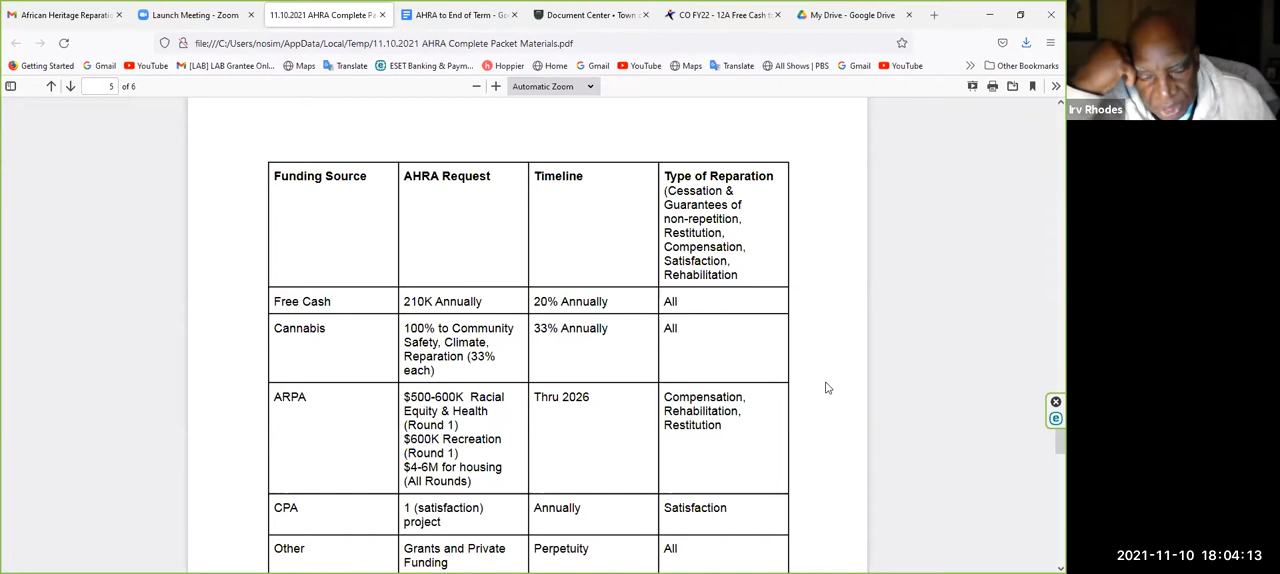 African Heritage Reparati
Launch Meeting - Zoom
11.10.2021 AHRA Complete Pa
AHRA to End of Term - Go
Document Center • Town o
CO FY22 - 12A Free Cash t
My Drive - Google Drive
file:///C:/Users/nosim/AppData/Local/Temp/11.10.2021 AHRA Complete Packet Materials.pdf
Getting Started
Gmail
YouTube
[LAB] LAB Grantee Onl...
Maps
Translate
ESET Banking & Paym...
Hoppier
Home
Gmail
YouTube
Maps
Translate
All Shows | PBS
Gmail
YouTube
Other Bookmarks
5 of 6
Automatic Zoom
Irv Rhodes
Funding Source
AHRA Request
Timeline
Type of Reparation
(Cessation &
Guarantees of
non-repetition,
Restitution,
Compensation,
Satisfaction,
Rehabilitation
Free Cash
210K Annually
20% Annually
All
Cannabis
100% to Community
Safety, Climate,
Reparation (33%
each)
33% Annually
All
ARPA
$500-600K Racial
Equity & Health
(Round 1)
$600K Recreation
(Round 1)
$4-6M for housing
(All Rounds)
Thru 2026
Compensation,
Rehabilitation,
Restitution
CPA
1 (satisfaction)
project
Annually
Satisfaction
Other
Grants and Private
Funding
Perpetuity
All
2021-11-10 18:04:13